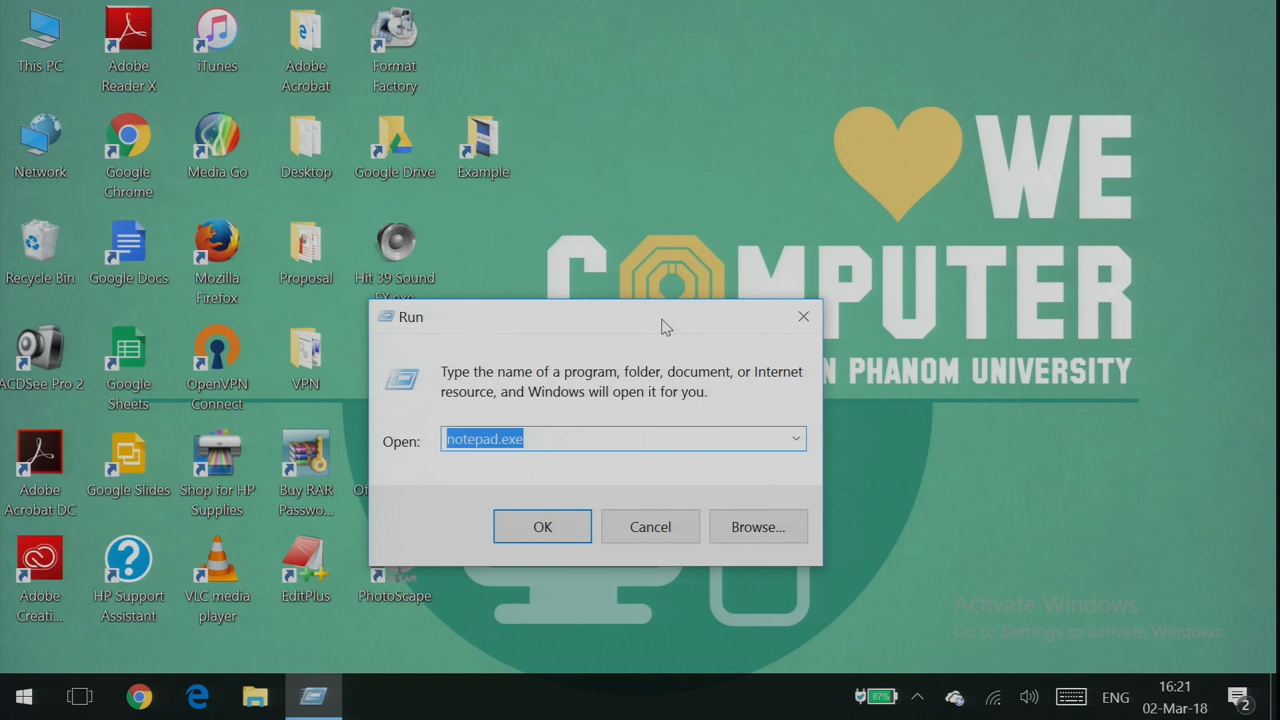 This PC
Adobe
Reader X
iTunes
Adobe
Acrobat
Format
Factory
Network
Google
Chrome
Media Go
Desktop
Google Drive
Example
Recycle Bin
Google Docs
Mozilla
Firefox
Proposal
Hit 39 Sound
ACDSee Pro 2
Google
Sheets
OpenVPN
Connect
VPN
Adobe
Acrobat DC
Google Slides
Shop for HP
Supplies
Buy RAR
Passwo...
Adobe
Creati...
HP Support
Assistant
VLC media
player
EditPlus
PhotoScape
WE
COMPUTER
PHANOM UNIVERSITY
Run
Type the name of a program, folder, document, or Internet
resource, and Windows will open it for you.
Open:
notepad.exe
OK
Cancel
Browse...
Activate Windows
Go to Settings to activate Windows.
87%
ENG
16:21
02-Mar-18
2